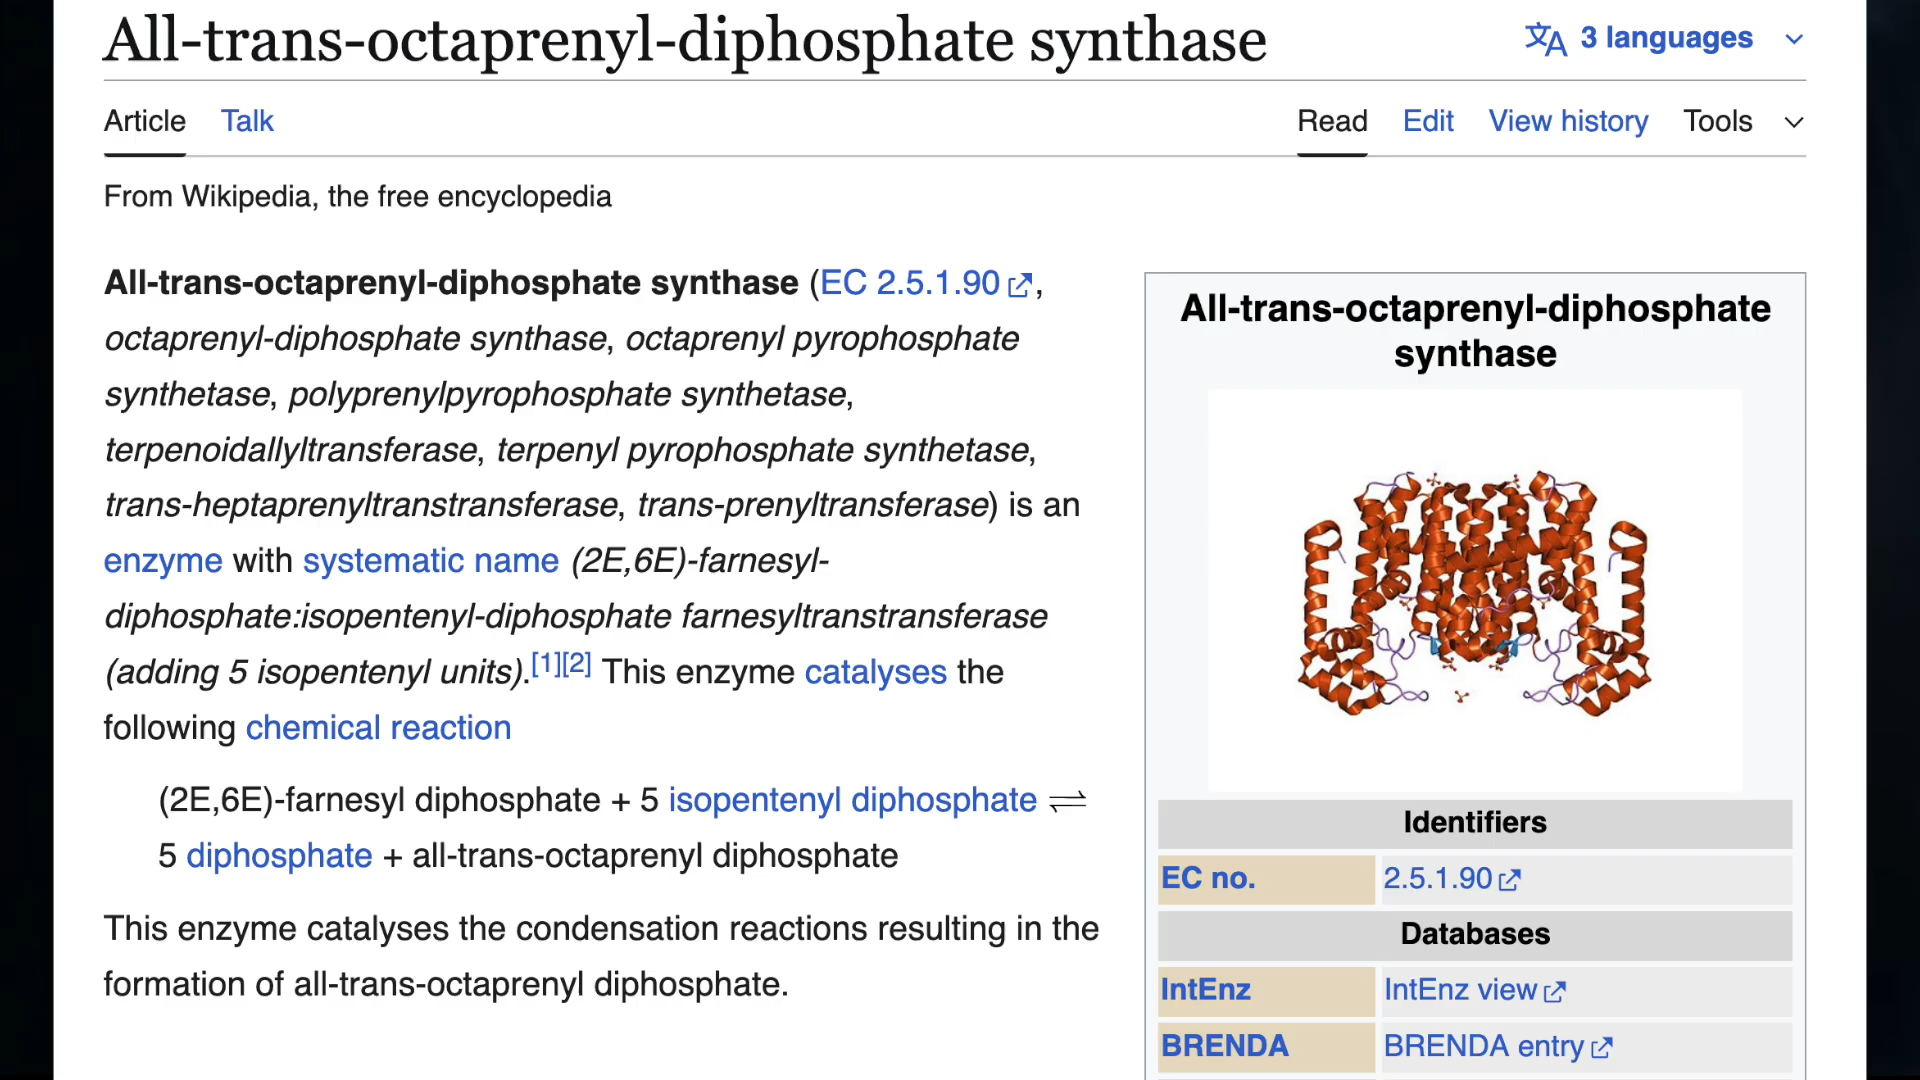 All-trans-octaprenyl-diphosphate synthase
3 languages
Article Talk Read Edit View history Tools
From Wikipedia, the free encyclopedia
All-trans-octaprenyl-diphosphate synthase (EC 2.5.1.90,
octaprenyl-diphosphate synthase, octaprenyl pyrophosphate
synthetase, polyprenylpyrophosphate synthetase,
terpenoidallyltransferase, terpenyl pyrophosphate synthetase,
trans-heptaprenyltranstransferase, trans-prenyltransferase) is an
enzyme with systematic name (2E,6E)-farnesyl-
diphosphate:isopentenyl-diphosphate farnesyltranstransferase
(adding 5 isopentenyl units).[1][2] This enzyme catalyses the
following chemical reaction
(2E,6E)-farnesyl diphosphate + 5 isopentenyl diphosphate ⇌
5 diphosphate + all-trans-octaprenyl diphosphate
This enzyme catalyses the condensation reactions resulting in the
formation of all-trans-octaprenyl diphosphate.
All-trans-octaprenyl-diphosphate
synthase
Identifiers
EC no. 2.5.1.90
Databases
IntEnz IntEnz view
BRENDA BRENDA entry